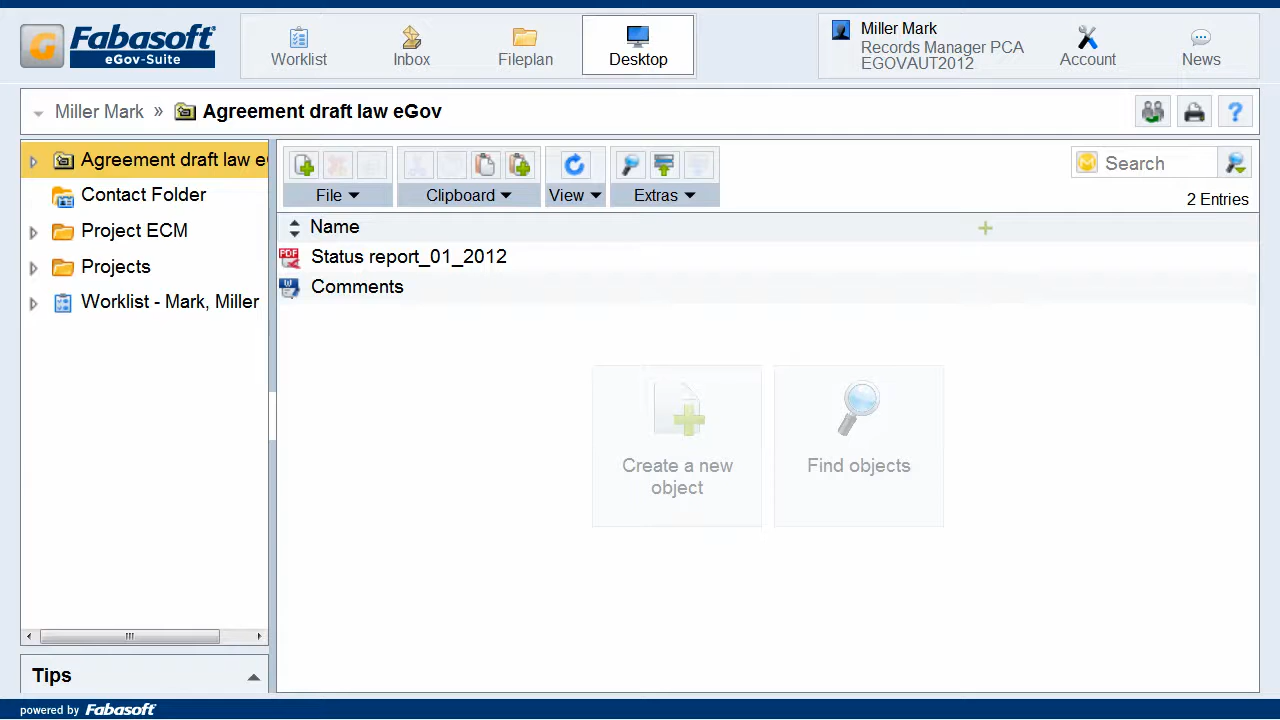 Fabasoft
eGov-Suite
Worklist
Inbox
Fileplan
Desktop
Miller Mark
Records Manager PCA
EGOVAUT2012
Account
News
Miller Mark » Agreement draft law eGov
Agreement draft law e
Contact Folder
Project ECM
Projects
Worklist - Mark, Miller
File
Clipboard
View
Extras
Search
2 Entries
Name
Status report_01_2012
Comments
Create a new
object
Find objects
Tips
powered by Fabasoft